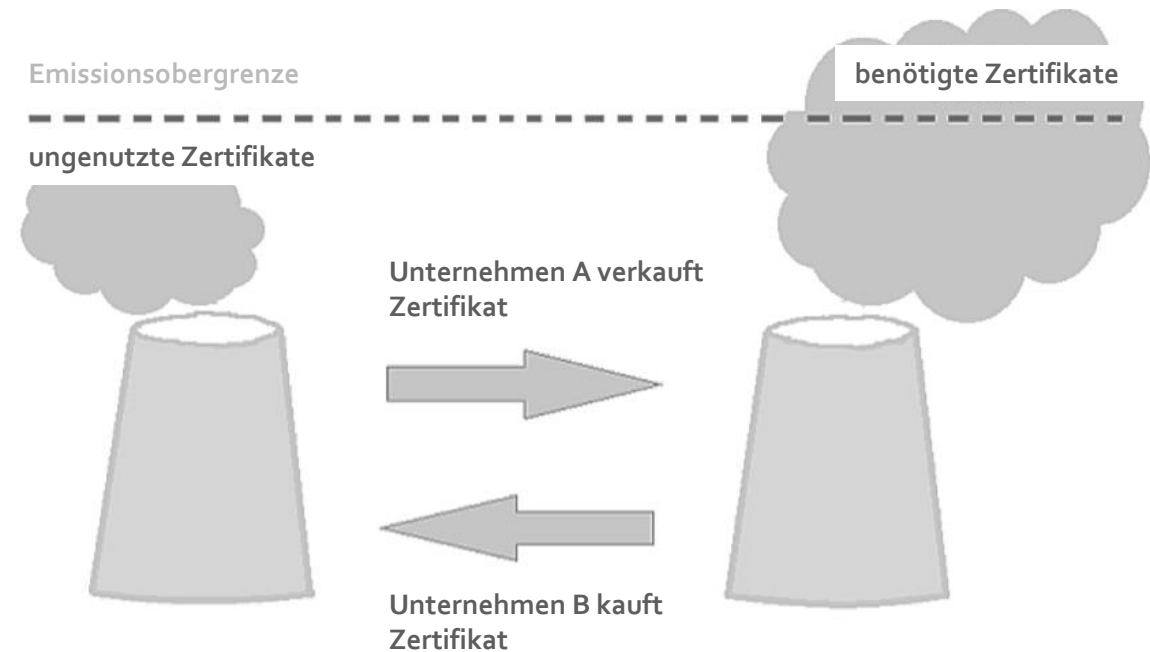 Emissionsobergrenze
benötigte Zertifikate
ungenutzte Zertifikate
Unternehmen A verkauft
Zertifikat
Unternehmen B kauft
Zertifikat